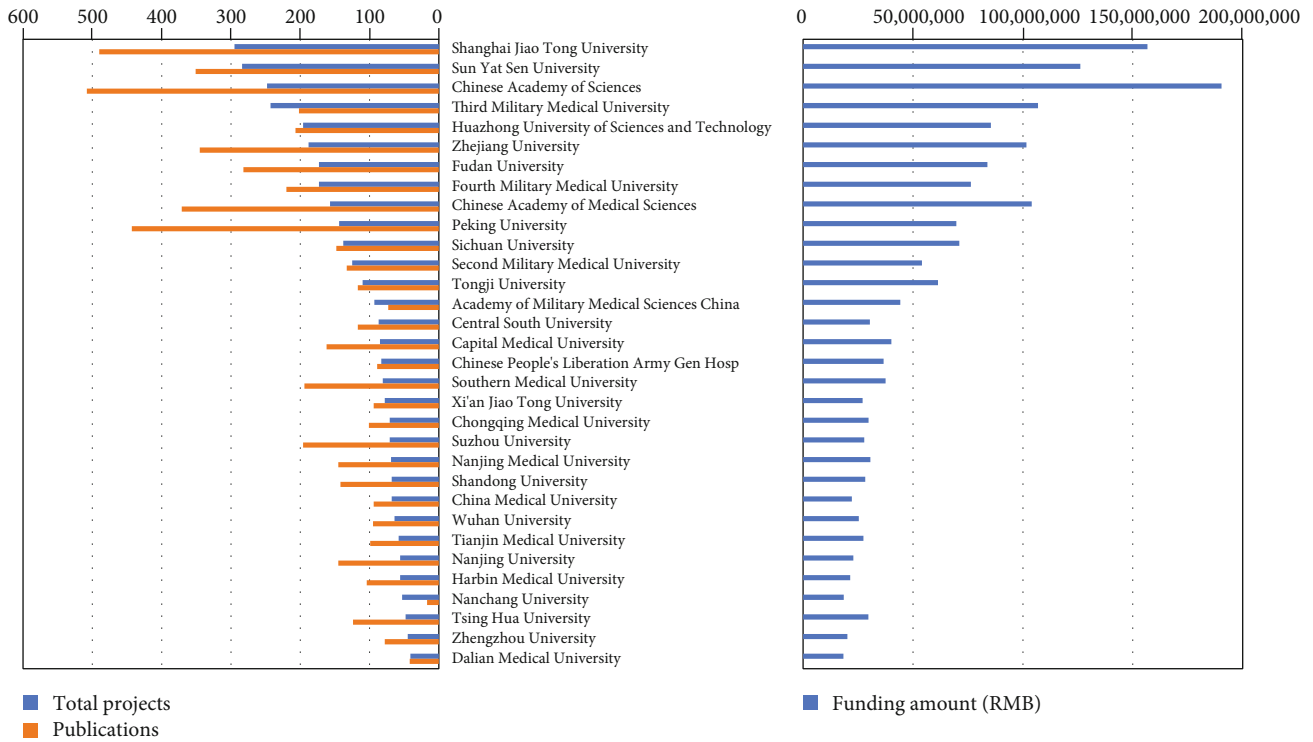 600 500 400 300 200 100 0
0 50,000,000 100,000,000 150,000,000 200,000,000
Shanghai Jiao Tong University
Sun Yat Sen University
Chinese Academy of Sciences
Third Military Medical University
Huazhong University of Sciences and Technology
Zhejiang University
Fudan University
Fourth Military Medical University
Chinese Academy of Medical Sciences
Peking University
Sichuan University
Second Military Medical University
Tongji University
Academy of Military Medical Sciences China
Central South University
Capital Medical University
Chinese People's Liberation Army Gen Hosp
Southern Medical University
Xi'an Jiao Tong University
Chongqing Medical University
Suzhou University
Nanjing Medical University
Shandong University
China Medical University
Wuhan University
Tianjin Medical University
Nanjing University
Harbin Medical University
Nanchang University
Tsing Hua University
Zhengzhou University
Dalian Medical University
Total projects
Publications
Funding amount (RMB)